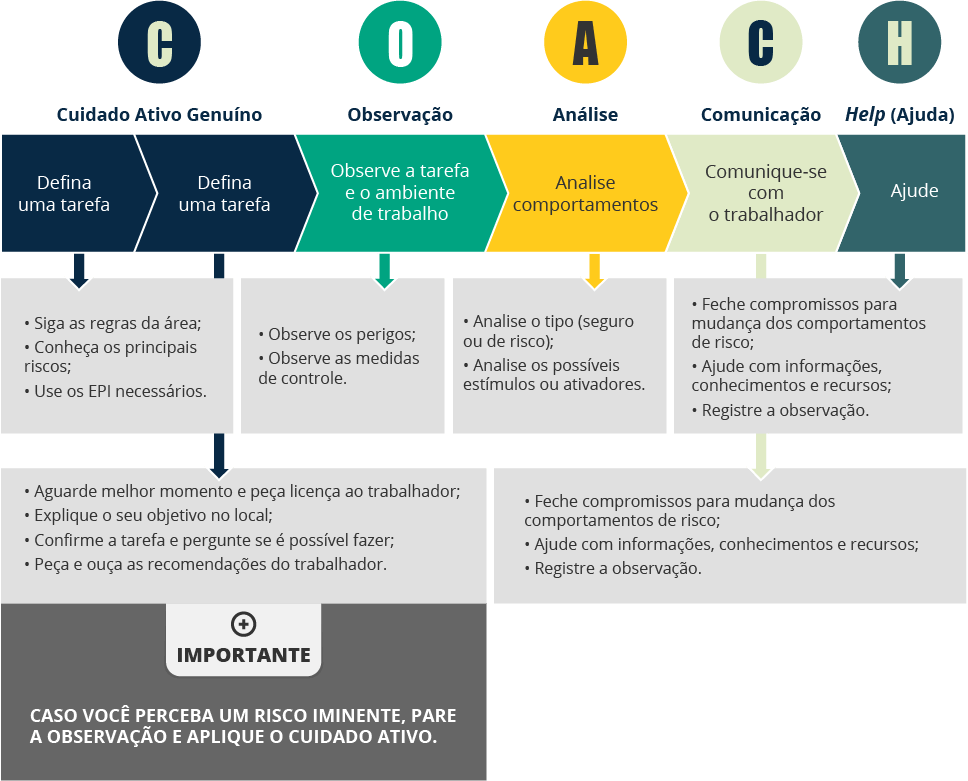 C
O
A
C
H
Cuidado Ativo Genuíno
Observação
Análise
Comunicação
Help (Ajuda)
Defina
uma tarefa
Defina
uma tarefa
Observe a tarefa
e o ambiente
de trabalho
Analise
comportamentos
Comunique-se
com
o trabalhador
Ajude
• Siga as regras da área;
• Conheça os principais
riscos;
• Use os EPI necessários.
• Observe os perigos;
• Observe as medidas
de controle.
• Analise o tipo (seguro
ou de risco);
• Analise os possíveis
estímulos ou ativadores.
• Feche compromissos para
mudança dos comportamentos
de risco;
• Ajude com informações,
conhecimentos e recursos;
• Registre a observação.
• Aguarde melhor momento e peça licença ao trabalhador;
• Explique o seu objetivo no local;
• Confirme a tarefa e pergunte se é possível fazer;
• Peça e ouça as recomendações do trabalhador.
• Feche compromissos para mudança dos
comportamentos de risco;
• Ajude com informações, conhecimentos e recursos;
• Registre a observação.
IMPORTANTE
CASO VOCÊ PERCEBA UM RISCO IMINENTE, PARE
A OBSERVAÇÃO E APLIQUE O CUIDADO ATIVO.